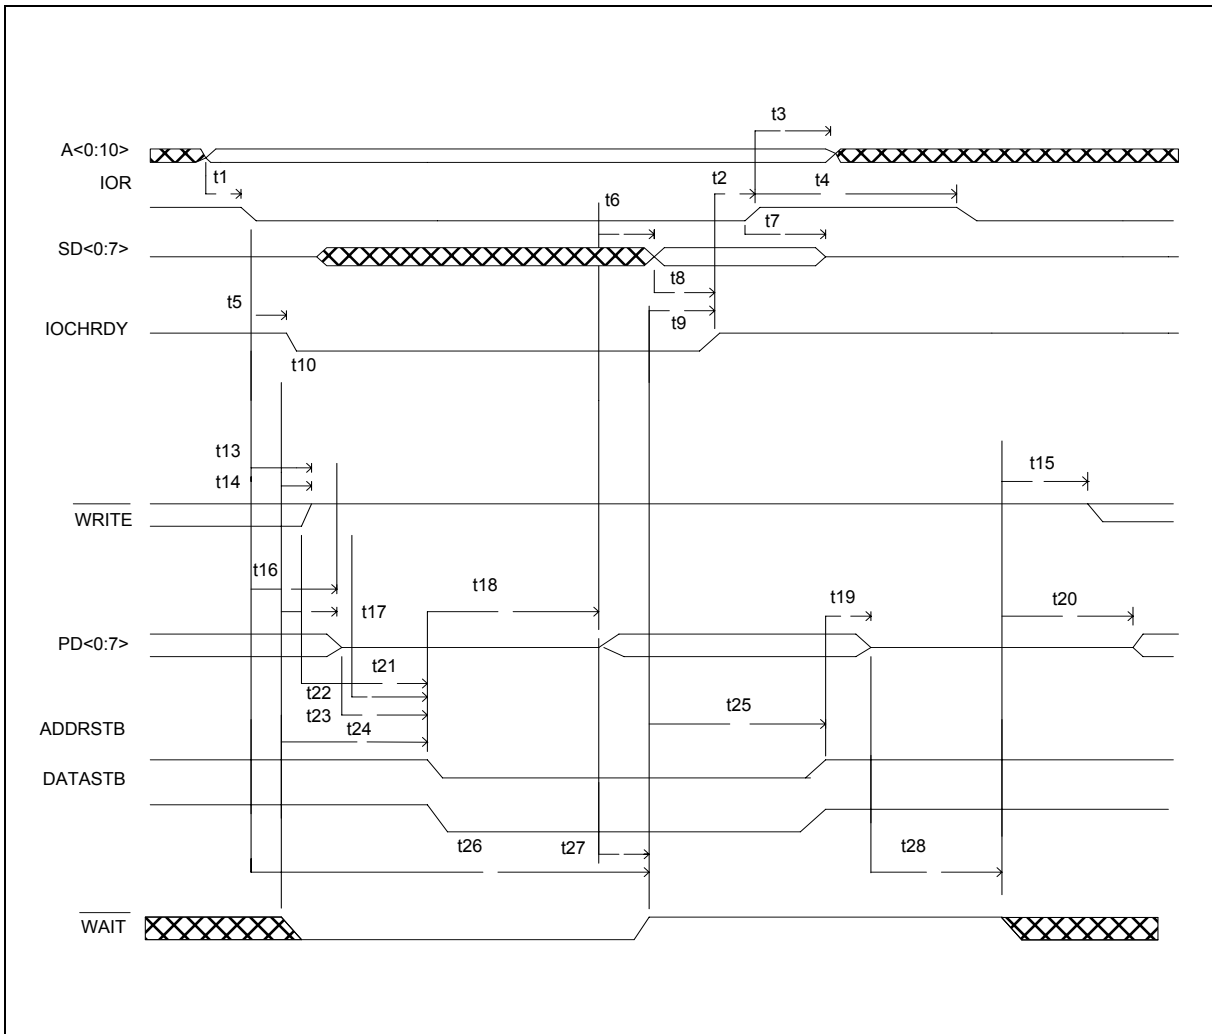 t3
A<0:10>
t1
t2
t4
IOR
t6
t7
SD<0:7>
t8
t5
t9
IOCHRDY
t10
t13
t15
t14
WRITE
t16
t18
t19
t20
t17
PD<0:7>
t21
t22
t23
t25
t24
ADDRSTB
DATASTB
t26
t27
t28
WAIT